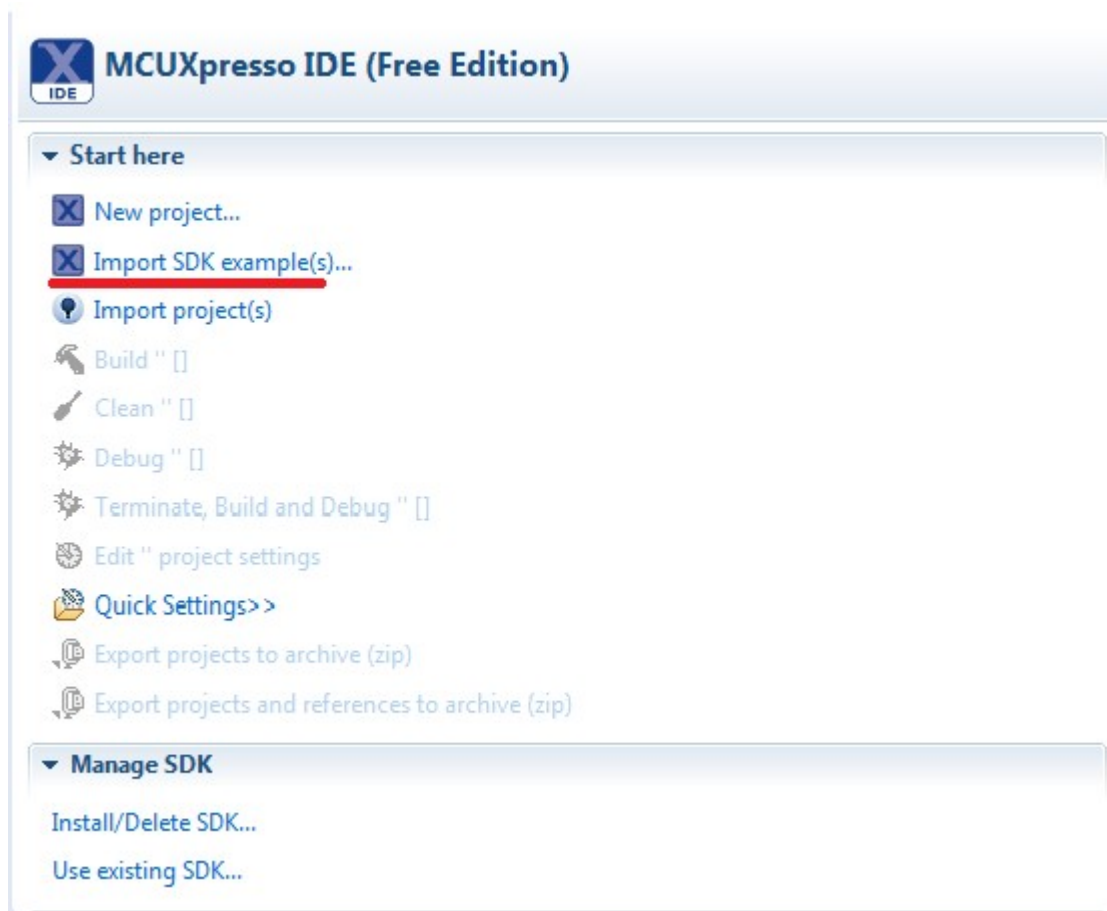 IDE
MCUXpresso IDE (Free Edition)
Start here
New project...
Import SDK example(s)...
Import project(s)
Build '' []
Clean '' []
Debug '' []
Terminate, Build and Debug '' []
Edit '' project settings
Quick Settings>>
Export projects to archive (zip)
Export projects and references to archive (zip)
Manage SDK
Install/Delete SDK...
Use existing SDK...